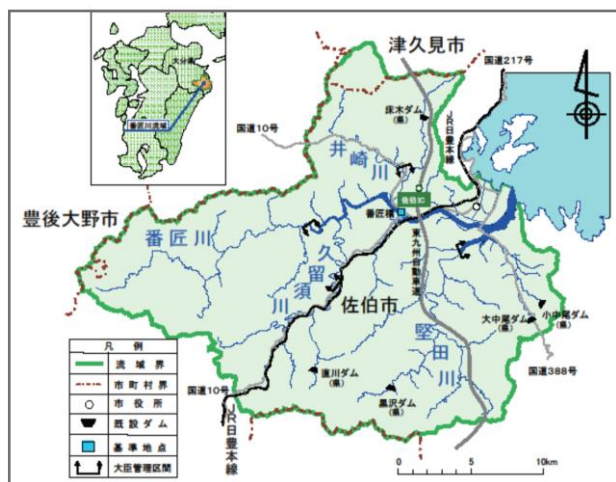 大分県
番匠川流域
津久見市
国道217号
JR日豊本線
床木ダム
(県)
国道10号
井崎川
佐伯IC
番匠橋
豊後大野市
番匠川
久留須川
佐伯市
東九州自動車道
堅田川
大中尾ダム
(県)
小中尾ダム
(県)
国道388号
直川ダム
(県)
黒沢ダム
(県)
国道10号
JR日豊本線
凡 例
流 域 界
市町村界
市 役 所
既設ダム
基準地点
大臣管理区間
0 5 10km